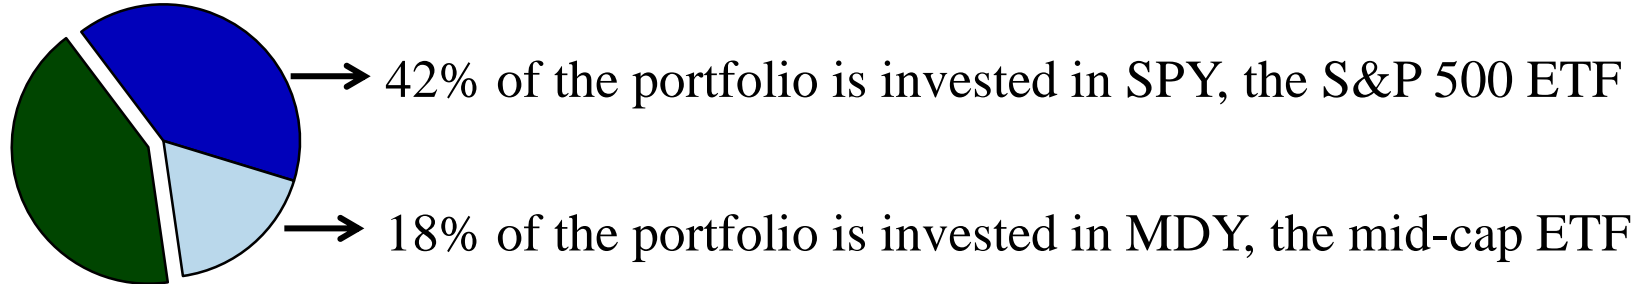 42% of the portfolio is invested in SPY, the S&P 500 ETF
18% of the portfolio is invested in MDY, the mid-cap ETF